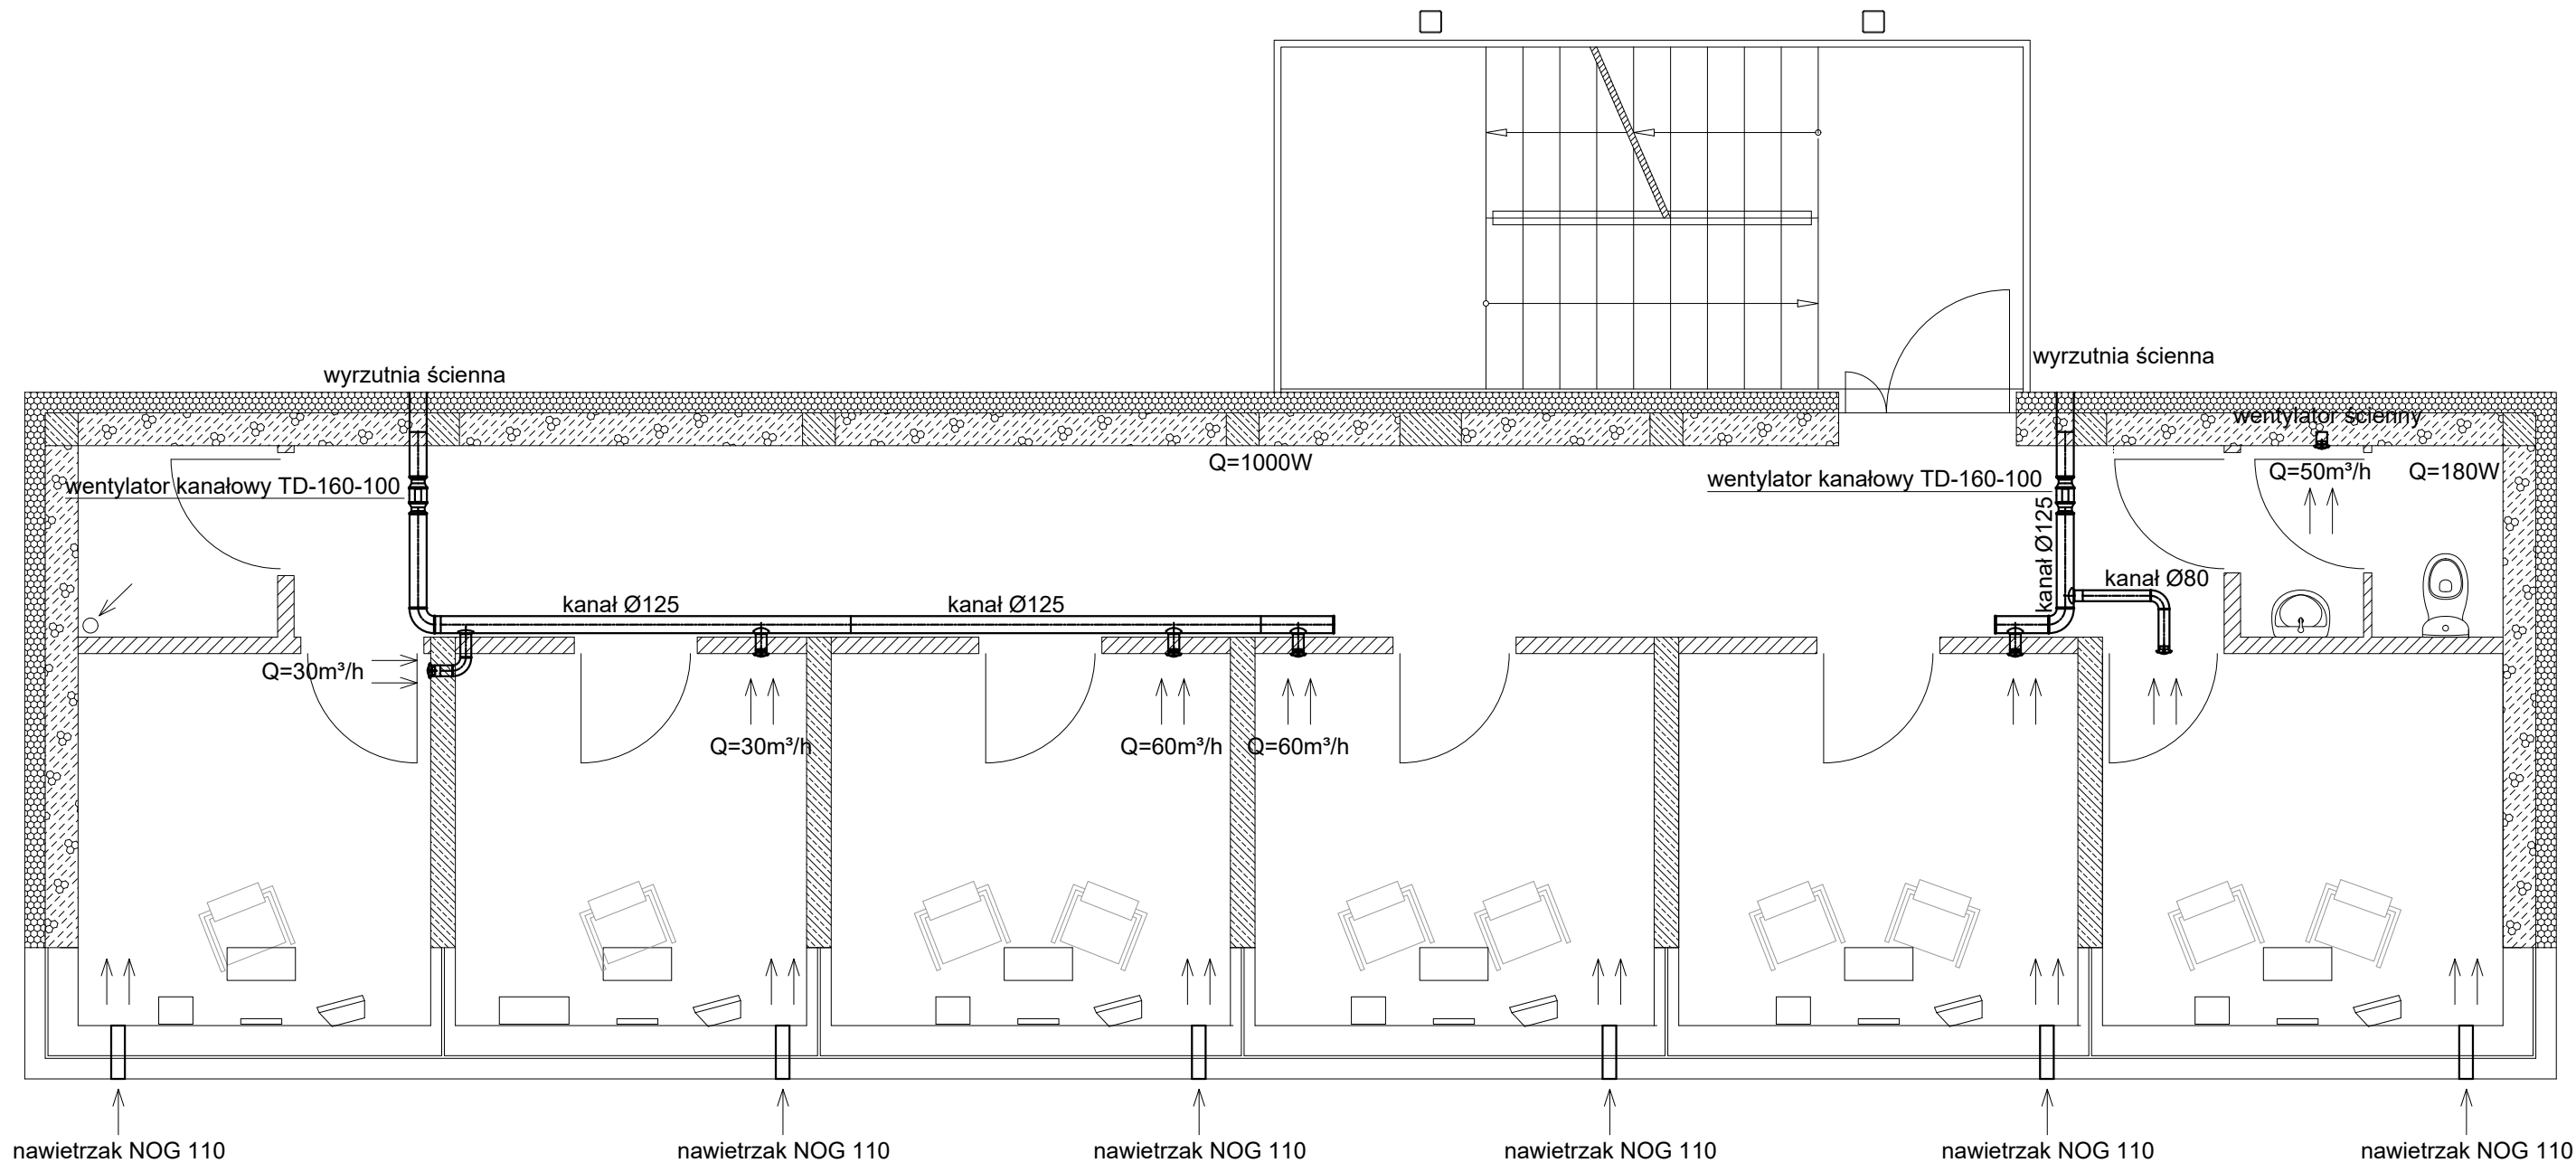 wyrzutnia ścienna
wyrzutnia ścienna
wentylator ścienny
Q=1000W
Q=50m³/h
Q=180W
wentylator kanałowy TD-160-100
wentylator kanałowy TD-160-100
kanał Ø125
kanał Ø80
kanał Ø125
kanał Ø125
Q=30m³/h
Q=30m³/h
Q=60m³/h
Q=60m³/h
nawietrzak NOG 110
nawietrzak NOG 110
nawietrzak NOG 110
nawietrzak NOG 110
nawietrzak NOG 110
nawietrzak NOG 110